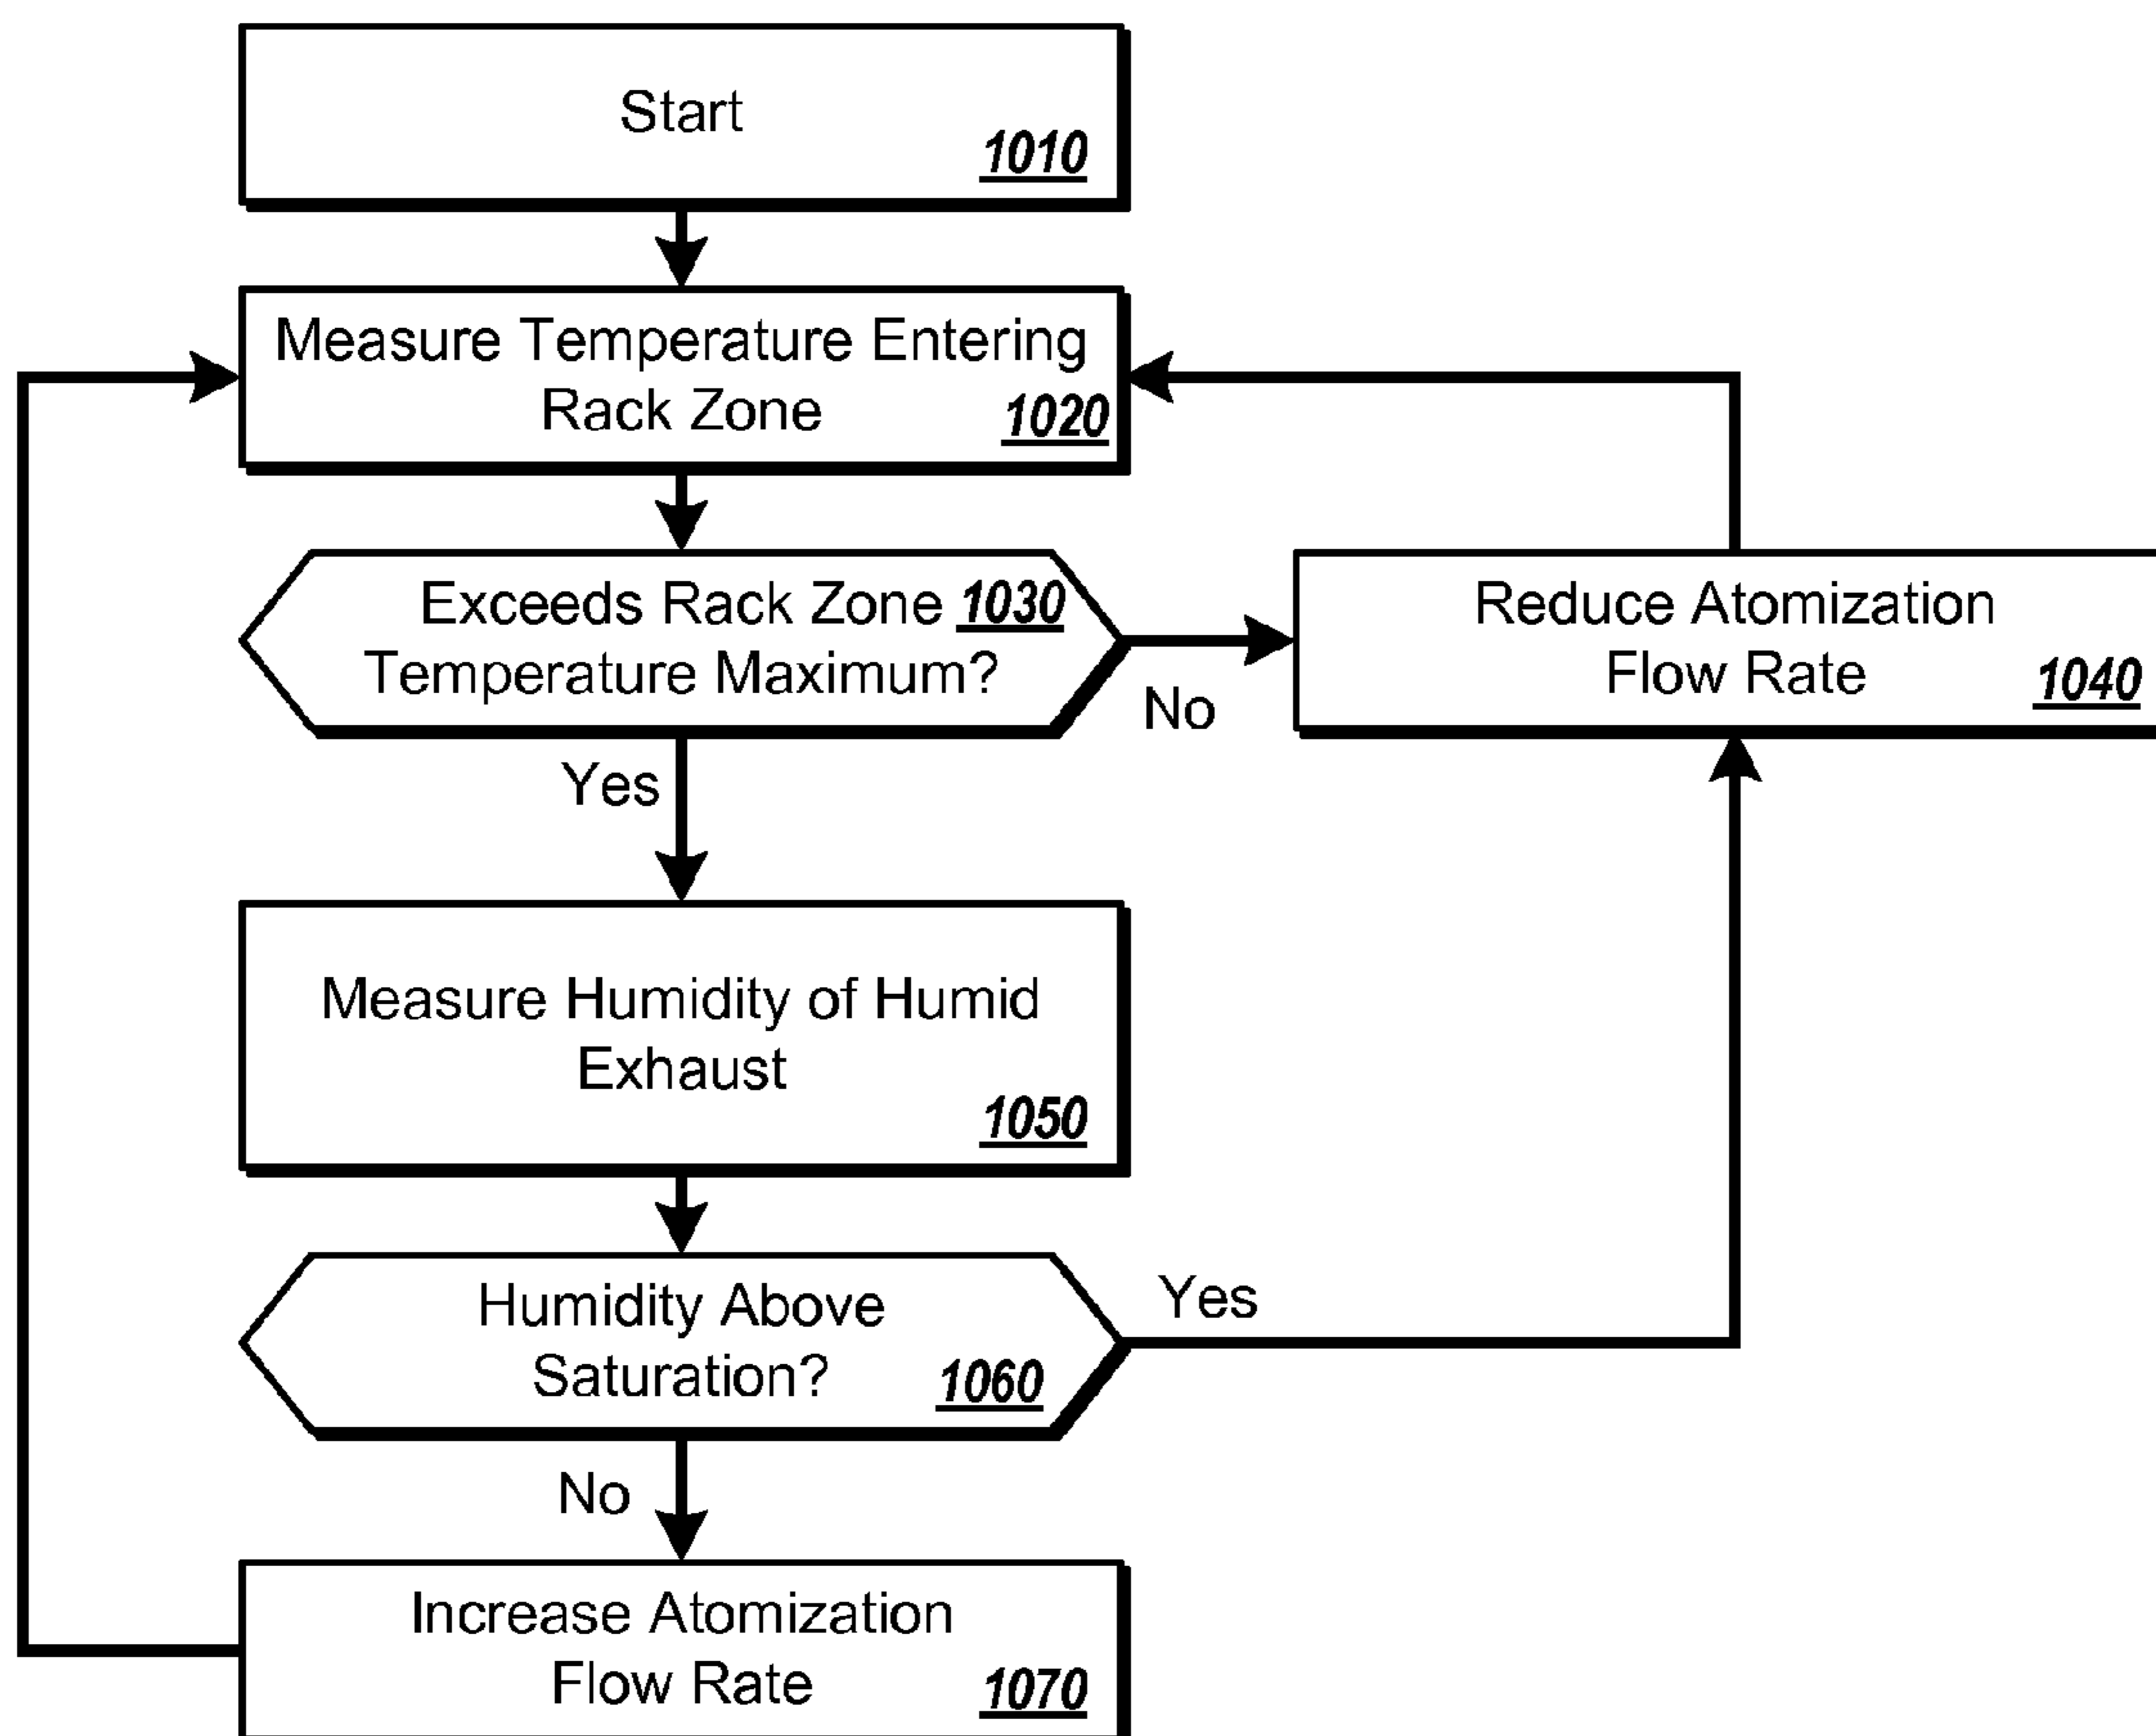 Start
1010
Measure Temperature Entering
Rack Zone
1020
Exceeds Rack Zone 1030
Temperature Maximum?
No
Reduce Atomization
Flow Rate
1040
Yes
Measure Humidity of Humid
Exhaust
1050
Humidity Above
Saturation?
1060
Yes
No
Increase Atomization
Flow Rate
1070